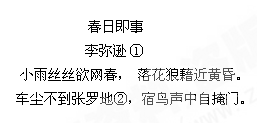 春日即事
李弥逊①
小雨丝丝欲网春，落花狼藉近黄昏。
车尘不到张罗地②，宿鸟声中自掩门。